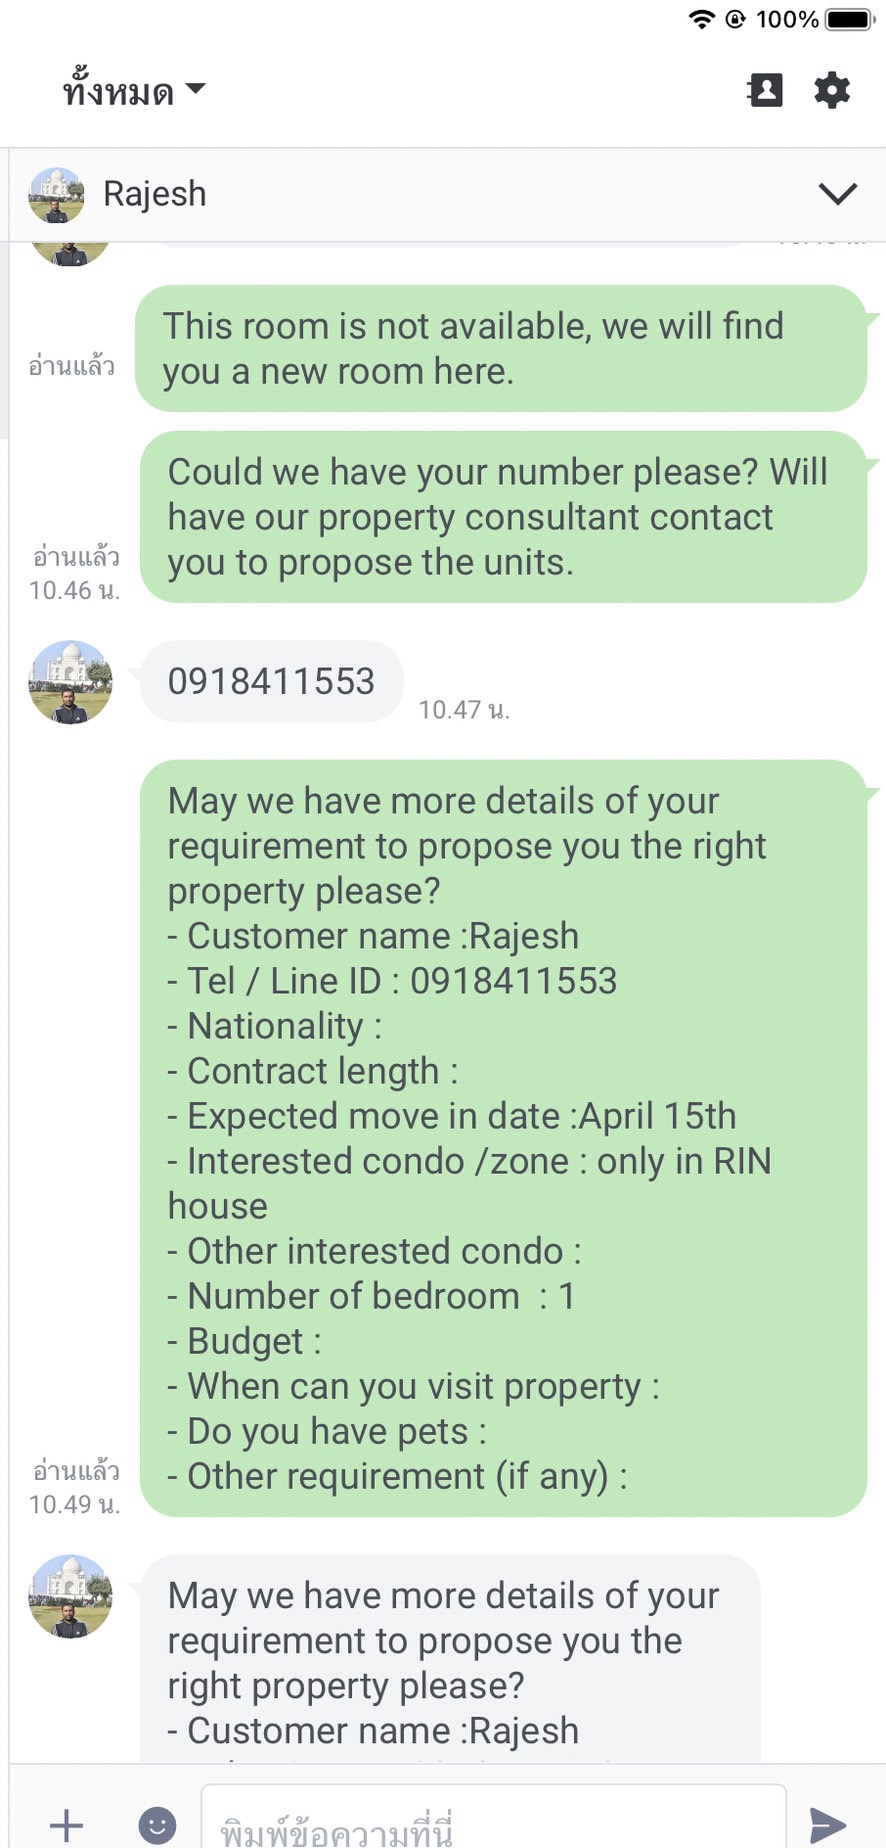 100%
ทั้งหมด
Rajesh
This room is not available, we will find
you a new room here.
อ่านแล้ว
Could we have your number please? Will
have our property consultant contact
you to propose the units.
อ่านแล้ว
10.46 น.
0918411553
10.47 น.
May we have more details of your
requirement to propose you the right
property please?
- Customer name :Rajesh
- Tel / Line ID : 0918411553
- Nationality :
- Contract length :
- Expected move in date :April 15th
- Interested condo /zone : only in RIN
house
- Other interested condo :
- Number of bedroom  : 1
- Budget :
- When can you visit property :
- Do you have pets :
- Other requirement (if any) :
อ่านแล้ว
10.49 น.
May we have more details of your
requirement to propose you the
right property please?
- Customer name :Rajesh
พิมพ์ข้อความที่นี่